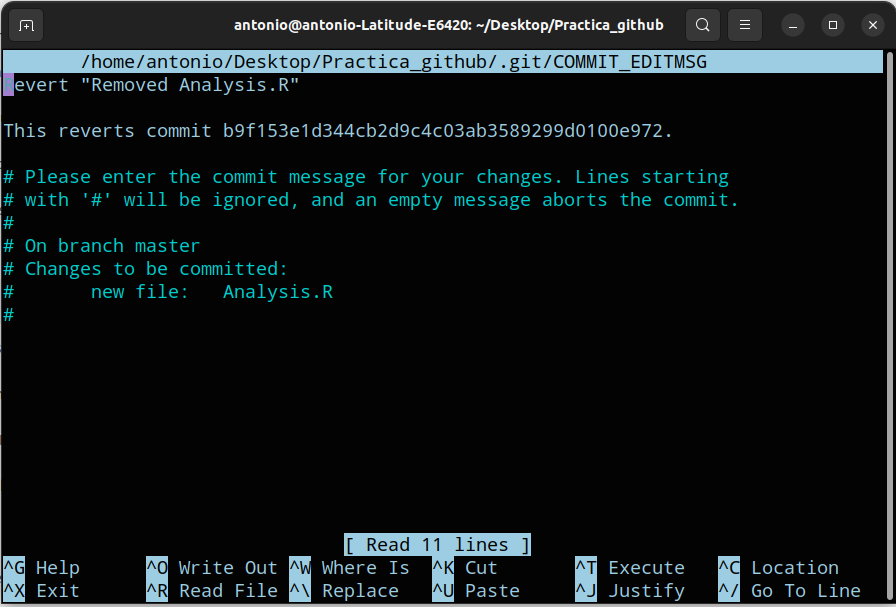 antonio@antonio-Latitude-E6420: ~/Desktop/Practica_github
/home/antonio/Desktop/Practica_github/.git/COMMIT_EDITMSG
Revert "Removed Analysis.R"
This reverts commit b9f153e1d344cb2d9c4c03ab3589299d0100e972.
# Please enter the commit message for your changes. Lines starting
# with '#' will be ignored, and an empty message aborts the commit.
#
# On branch master
# Changes to be committed:
#       new file:   Analysis.R
#
[ Read 11 lines ]
^G Help ^O Write Out ^W Where Is ^K Cut ^T Execute ^C Location
^X Exit ^R Read File ^\ Replace ^U Paste ^J Justify ^/ Go To Line